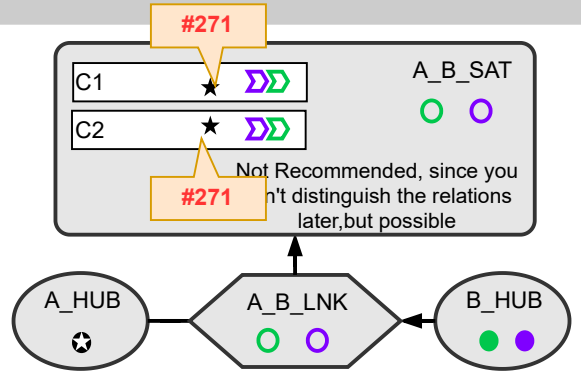 #271
C1
A_B_SAT
C2
Not Recommended, since you
#271
n't distinguish the relations
later,but possible
A_HUB
A_B_LNK
B_HUB